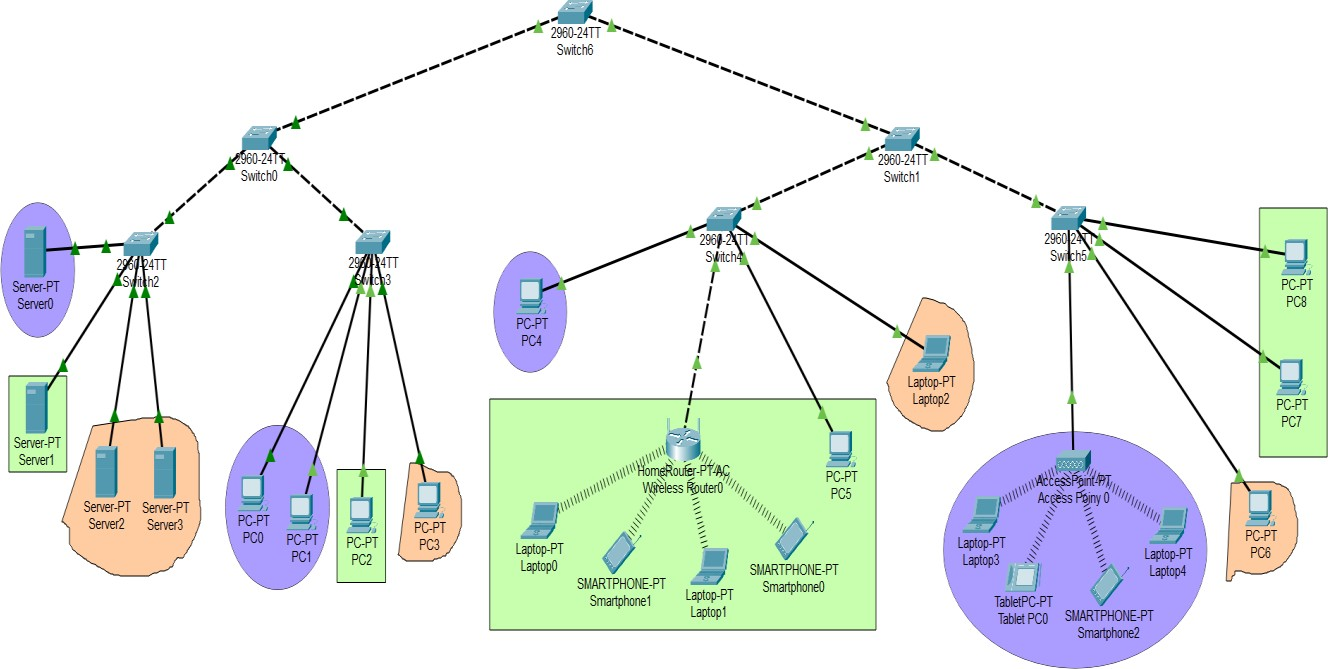 2960-24TT
Switch6
2960-24TT
Switch0
2960-24TT
Switch1
2960-24TT
Switch2
2960-24TT
Switch3
2960-24TT
Switch4
2960-24TT
Switch5
Server-PT
Server0
Server-PT
Server1
Server-PT
Server2
Server-PT
Server3
PC-PT
PC0
PC-PT
PC1
PC-PT
PC2
PC-PT
PC3
PC-PT
PC4
HomeRouter-PT-AC
Wireless Router0
Laptop-PT
Laptop0
SMARTPHONE-PT
Smartphone1
Laptop-PT
Laptop1
SMARTPHONE-PT
Smartphone0
PC-PT
PC5
Laptop-PT
Laptop2
AccessPoint-PT
Access Poiny 0
Laptop-PT
Laptop3
TabletPC-PT
Tablet PC0
SMARTPHONE-PT
Smartphone2
Laptop-PT
Laptop4
PC-PT
PC6
PC-PT
PC8
PC-PT
PC7